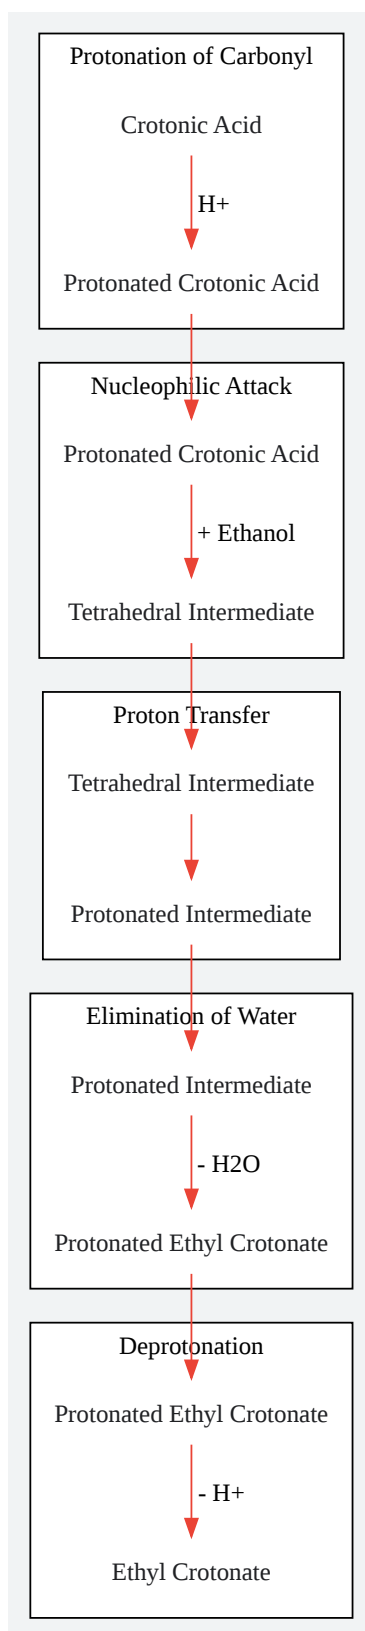 Protonation of Carbonyl
Crotonic Acid
H+
Protonated Crotonic Acid
Nucleophilic Attack
Protonated Crotonic Acid
+ Ethanol
Tetrahedral Intermediate
Proton Transfer
Tetrahedral Intermediate
Protonated Intermediate
Elimination of Water
Protonated Intermediate
- H2O
Protonated Ethyl Crotonate
Deprotonation
Protonated Ethyl Crotonate
- H+
Ethyl Crotonate